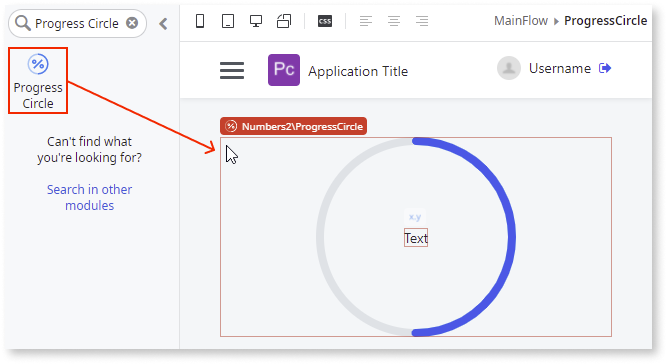 Progress Circle
Progress
Circle
Can't find what
you're looking for?
Search in other
modules
CSS
MainFlow ▸ ProgressCircle
Pc
Application Title
Username
Numbers2\ProgressCircle
x.y
Text